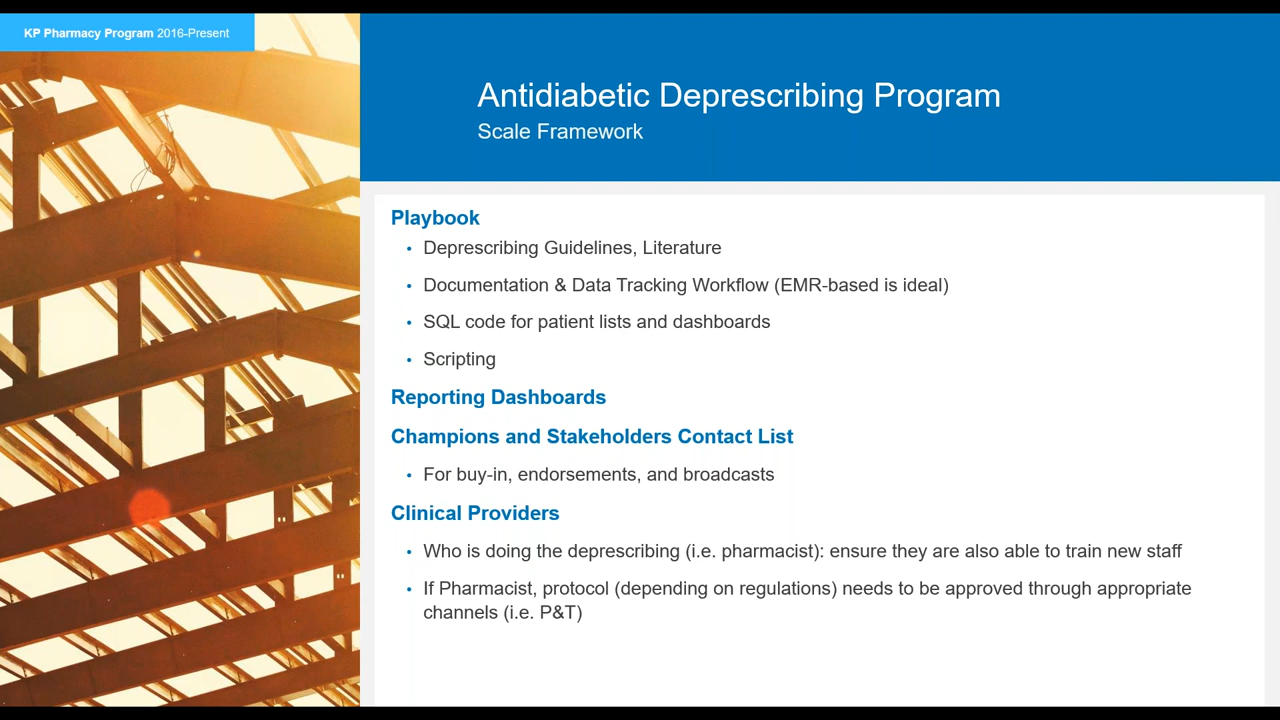 KP Pharmacy Program 2016-Present
Antidiabetic Deprescribing Program
Scale Framework
Playbook
• Deprescribing Guidelines, Literature
• Documentation & Data Tracking Workflow (EMR-based is ideal)
• SQL code for patient lists and dashboards
• Scripting
Reporting Dashboards
Champions and Stakeholders Contact List
• For buy-in, endorsements, and broadcasts
Clinical Providers
• Who is doing the deprescribing (i.e. pharmacist): ensure they are also able to train new staff
• If Pharmacist, protocol (depending on regulations) needs to be approved through appropriate
channels (i.e. P&T)